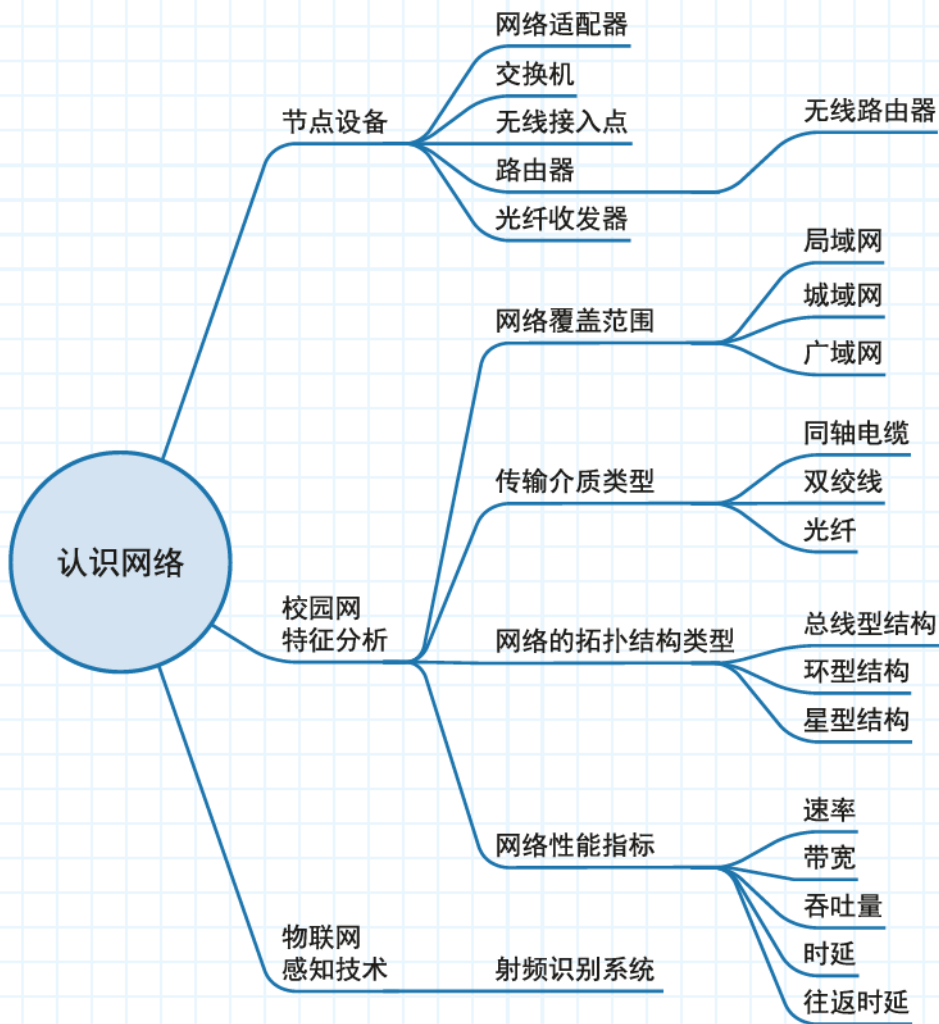 认识网络
节点设备
网络适配器
交换机
无线接入点
路由器
无线路由器
光纤收发器
校园网
特征分析
网络覆盖范围
局域网
城域网
广域网
传输介质类型
同轴电缆
双绞线
光纤
网络的拓扑结构类型
总线型结构
环型结构
星型结构
网络性能指标
速率
带宽
吞吐量
时延
往返时延
物联网
感知技术
射频识别系统